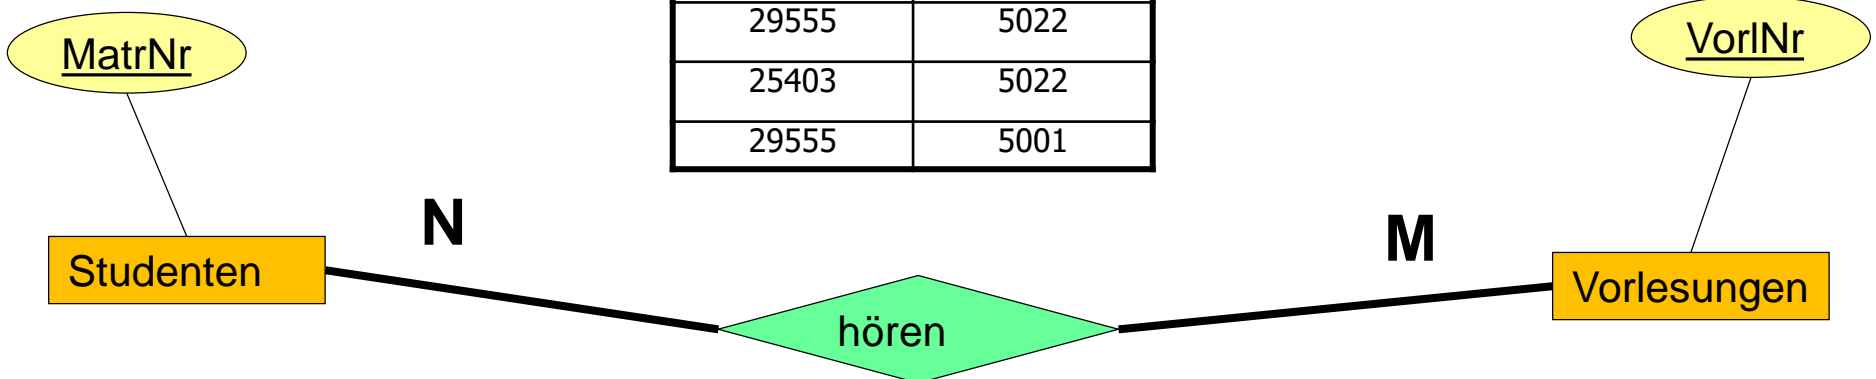 29555 5022
MatrNr
VorlNr
25403 5022
29555 5001
N
M
Studenten
Vorlesungen
hören